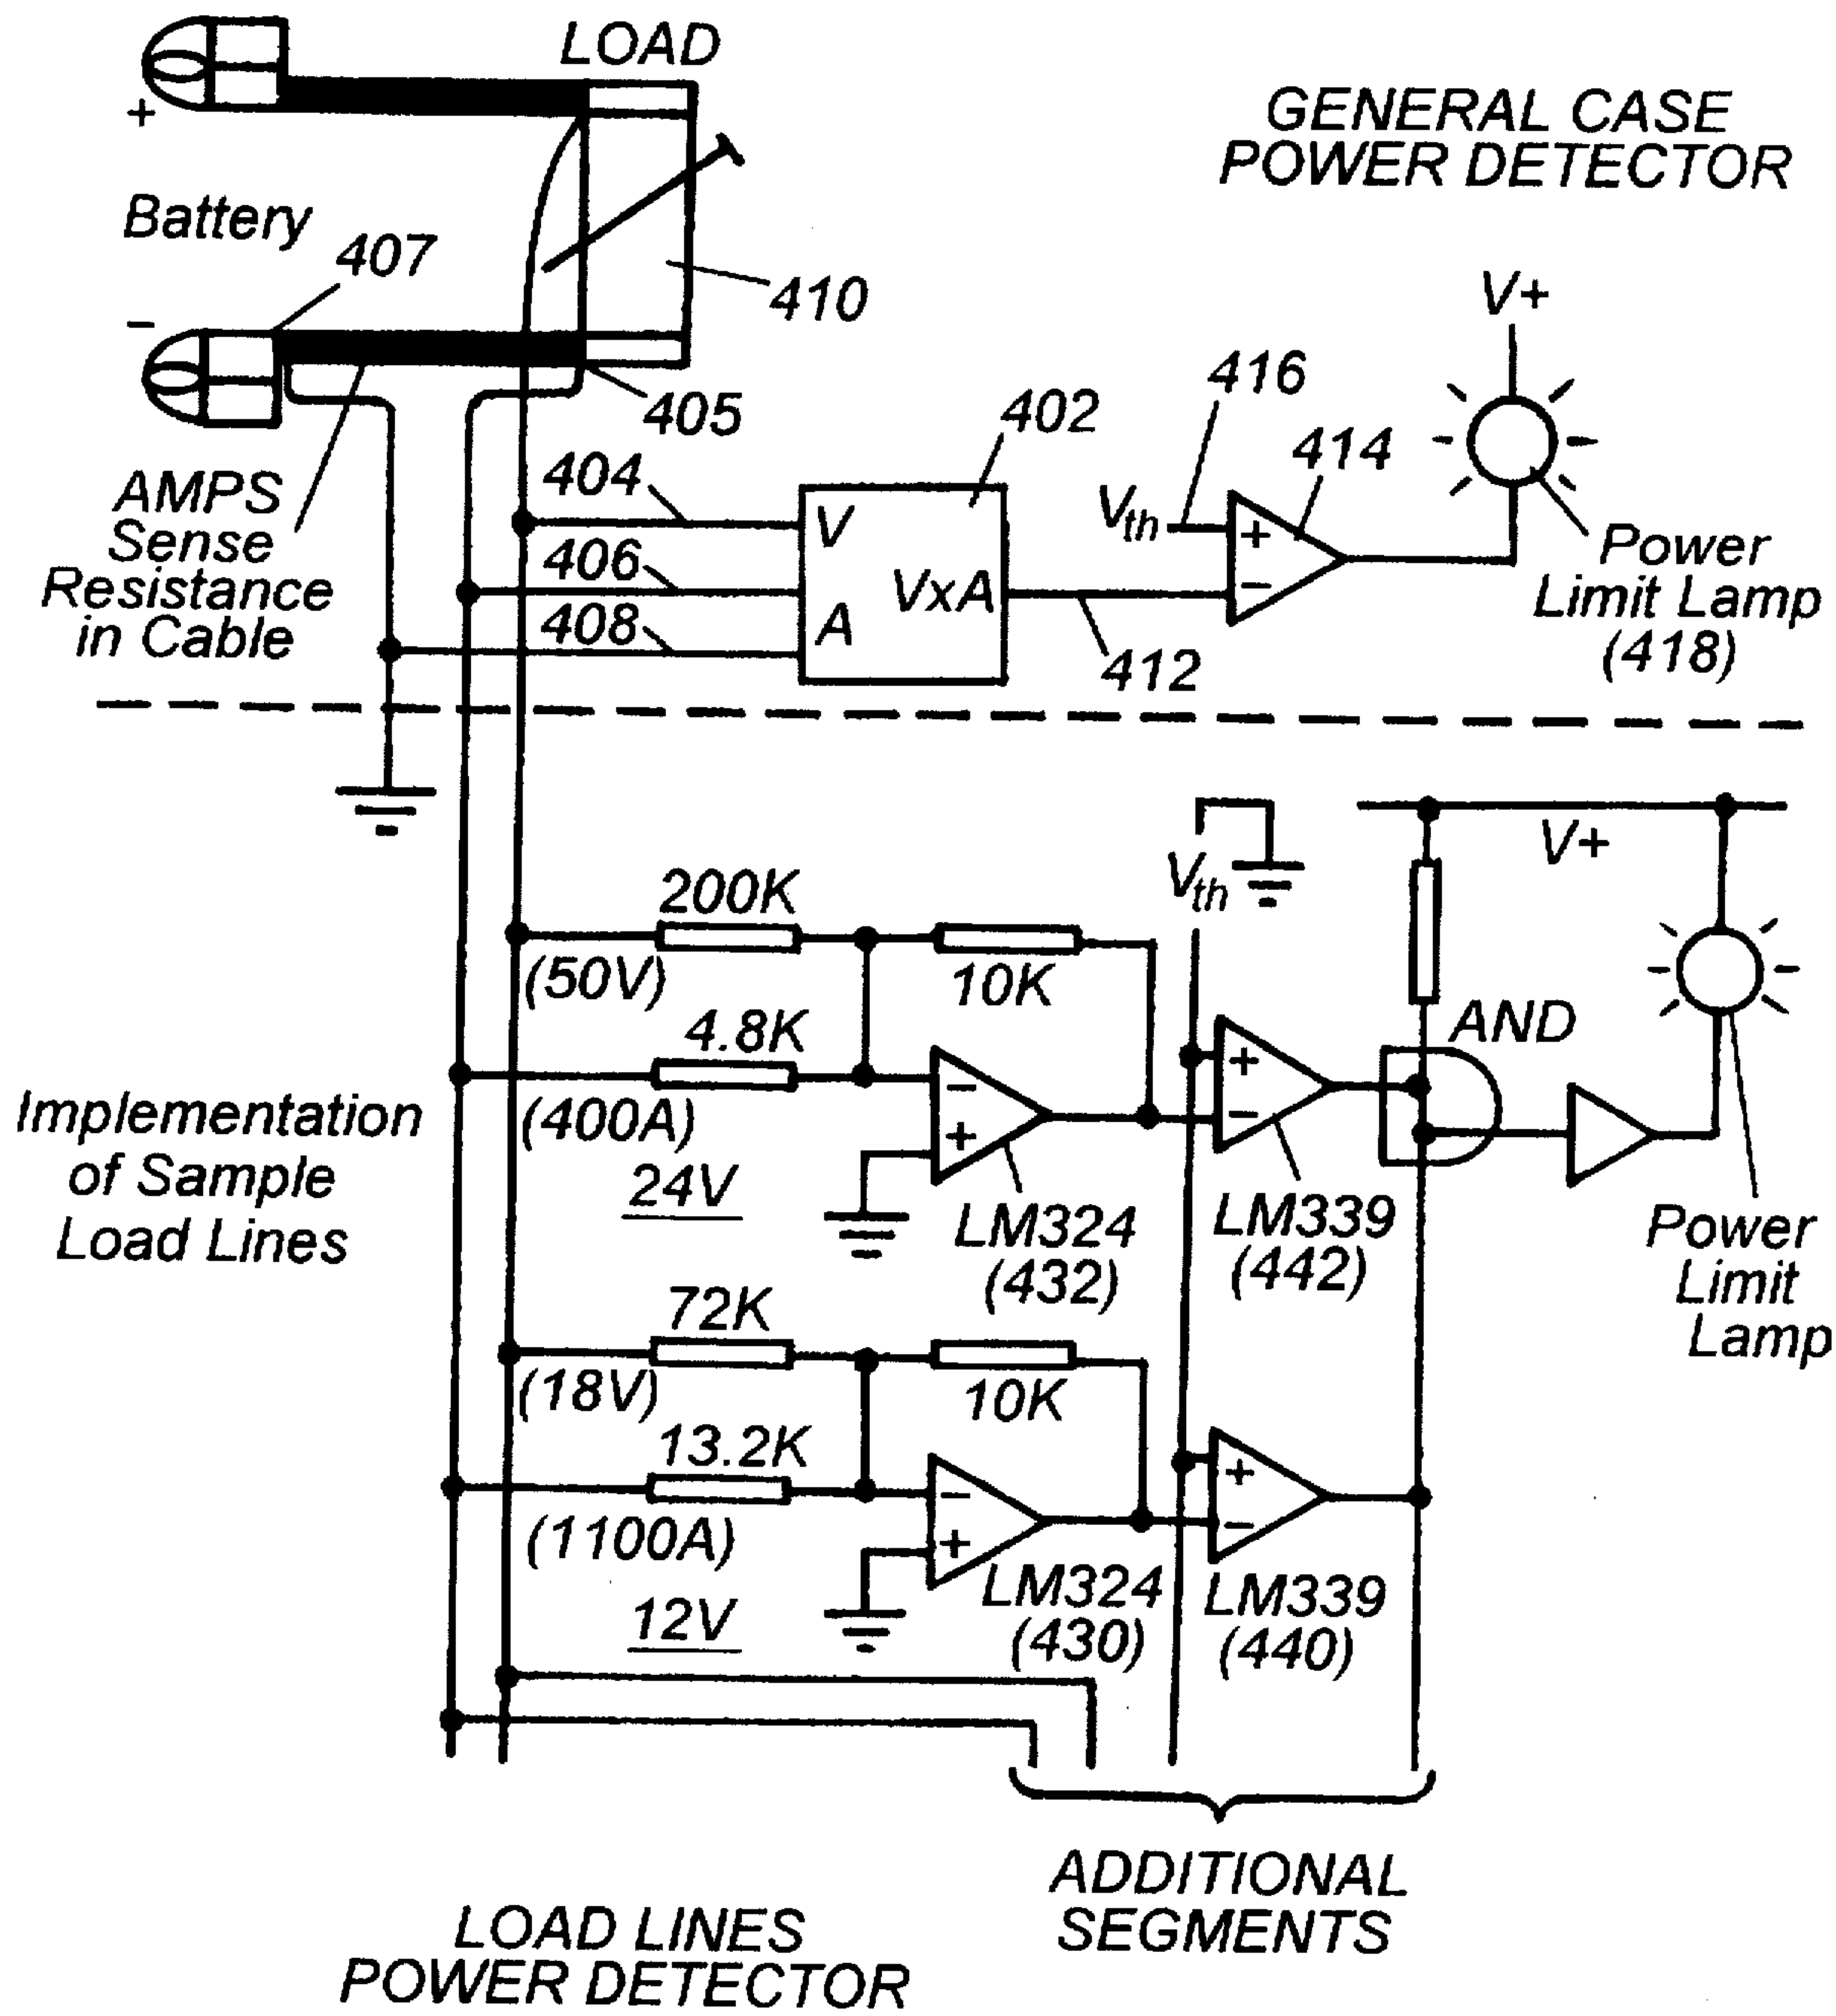 LOAD
GENERAL CASE
POWER DETECTOR
+
Battery
407
410
−
V+
405
402
416
414
AMPS
Sense
Resistance
in Cable
404
406
408
V
A
VxA
412
Vth
+
−
Power
Limit Lamp
(418)
Vth
V+
200K
(50V)
10K
4.8K
(400A)
24V
−
+
LM324
(432)
+
−
LM339
(442)
AND
Power
Limit
Lamp
Implementation
of Sample
Load Lines
72K
(18V)
10K
13.2K
(1100A)
12V
−
+
LM324
(430)
+
−
LM339
(440)
ADDITIONAL
SEGMENTS
LOAD LINES
POWER DETECTOR